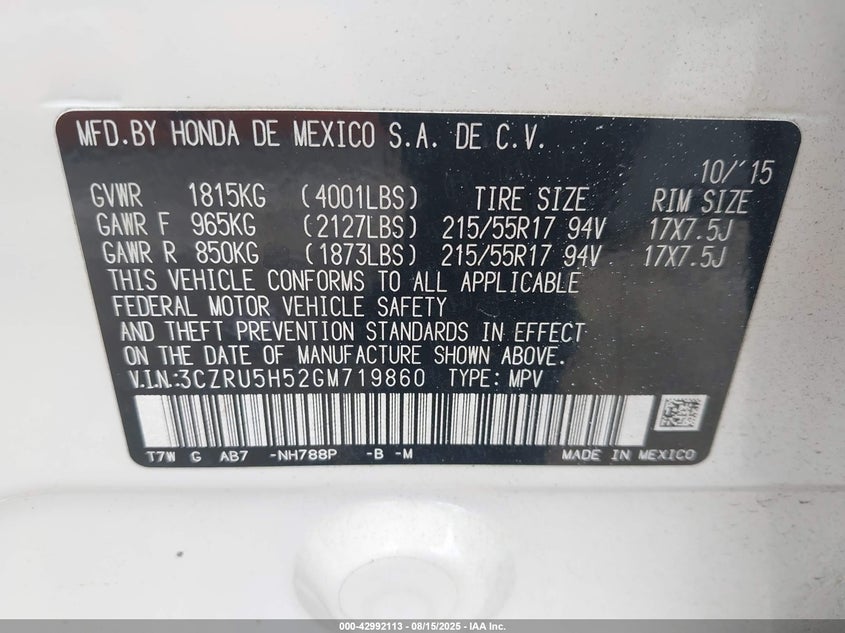 MFD.BY HONDA DE MEXICO S.A. DE C.V.
10/'15
GVWR 1815KG (4001LBS) TIRE SIZE RIM SIZE
GAWR F 965KG (2127LBS) 215/55R17 94V 17X7.5J
GAWR R 850KG (1873LBS) 215/55R17 94V 17X7.5J
THIS VEHICLE CONFORMS TO ALL APPLICABLE
FEDERAL MOTOR VEHICLE SAFETY
AND THEFT PREVENTION STANDARDS IN EFFECT
ON THE DATE OF MANUFACTURE SHOWN ABOVE.
V.I.N.:3CZRU5H52GM719860 TYPE: MPV
T7W G AB7 -NH788P -B -M MADE IN MEXICO
000-42992113 - 08/15/2025 - IAA Inc.